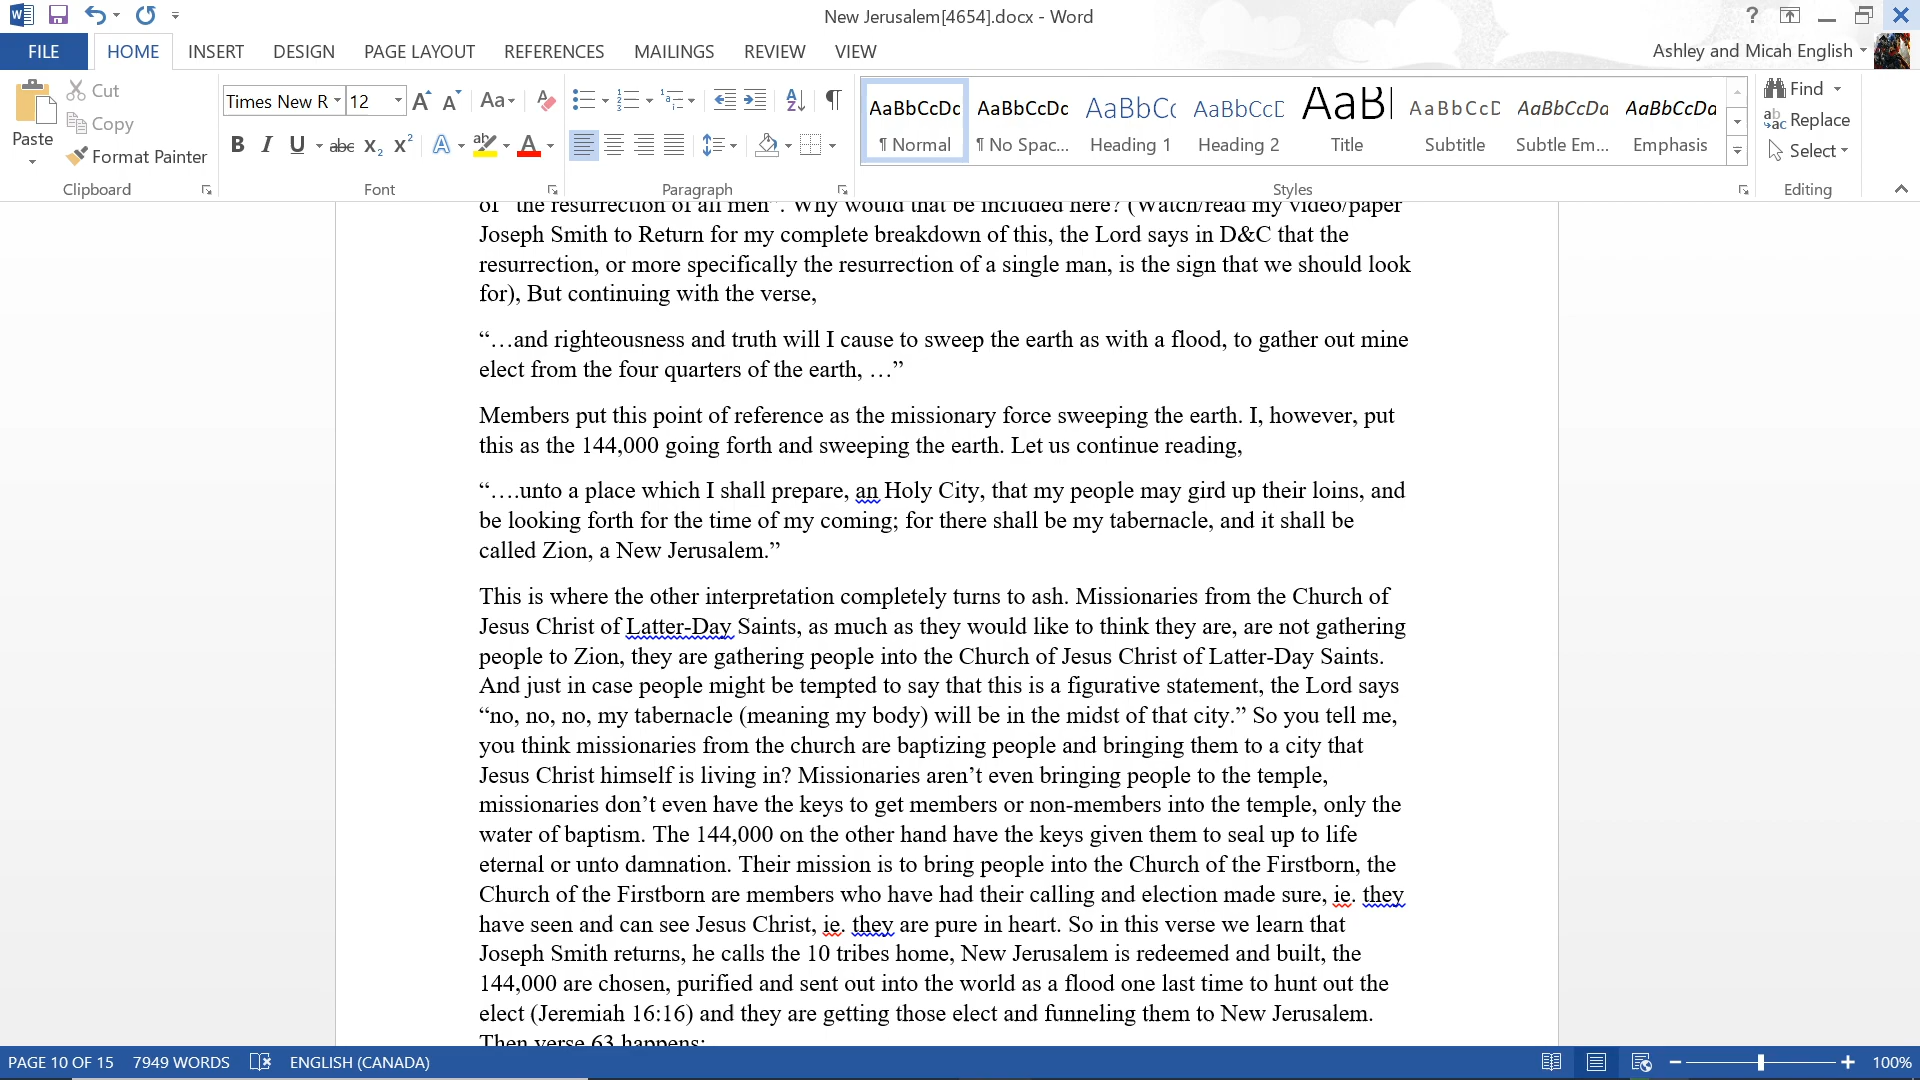 New Jerusalem[4654].docx - Word
?
FILE HOME INSERT DESIGN PAGE LAYOUT REFERENCES MAILINGS REVIEW VIEW
Ashley and Micah English
Paste
Cut
Copy
Format Painter
Clipboard
Times New R 12
Font
Paragraph
AaBbCcDc AaBbCcDc AaBbCc AaBbCcD AaBl AaBbCcD AaBbCcDa AaBbCcDa
¶ Normal ¶ No Spac... Heading 1 Heading 2 Title Subtitle Subtle Em... Emphasis
Styles
Find
Replace
Select
Editing
of "the resurrection of all men". Why would that be included here? (Watch/read my video/paper
Joseph Smith to Return for my complete breakdown of this, the Lord says in D&C that the
resurrection, or more specifically the resurrection of a single man, is the sign that we should look
for), But continuing with the verse,
“…and righteousness and truth will I cause to sweep the earth as with a flood, to gather out mine
elect from the four quarters of the earth, …”
Members put this point of reference as the missionary force sweeping the earth. I, however, put
this as the 144,000 going forth and sweeping the earth. Let us continue reading,
“….unto a place which I shall prepare, an Holy City, that my people may gird up their loins, and
be looking forth for the time of my coming; for there shall be my tabernacle, and it shall be
called Zion, a New Jerusalem.”
This is where the other interpretation completely turns to ash. Missionaries from the Church of
Jesus Christ of Latter-Day Saints, as much as they would like to think they are, are not gathering
people to Zion, they are gathering people into the Church of Jesus Christ of Latter-Day Saints.
And just in case people might be tempted to say that this is a figurative statement, the Lord says
“no, no, no, my tabernacle (meaning my body) will be in the midst of that city.” So you tell me,
you think missionaries from the church are baptizing people and bringing them to a city that
Jesus Christ himself is living in? Missionaries aren’t even bringing people to the temple,
missionaries don’t even have the keys to get members or non-members into the temple, only the
water of baptism. The 144,000 on the other hand have the keys given them to seal up to life
eternal or unto damnation. Their mission is to bring people into the Church of the Firstborn, the
Church of the Firstborn are members who have had their calling and election made sure, ie. they
have seen and can see Jesus Christ, ie. they are pure in heart. So in this verse we learn that
Joseph Smith returns, he calls the 10 tribes home, New Jerusalem is redeemed and built, the
144,000 are chosen, purified and sent out into the world as a flood one last time to hunt out the
elect (Jeremiah 16:16) and they are getting those elect and funneling them to New Jerusalem.
Then verse 63 happens:
PAGE 10 OF 15 7949 WORDS ENGLISH (CANADA) 100%